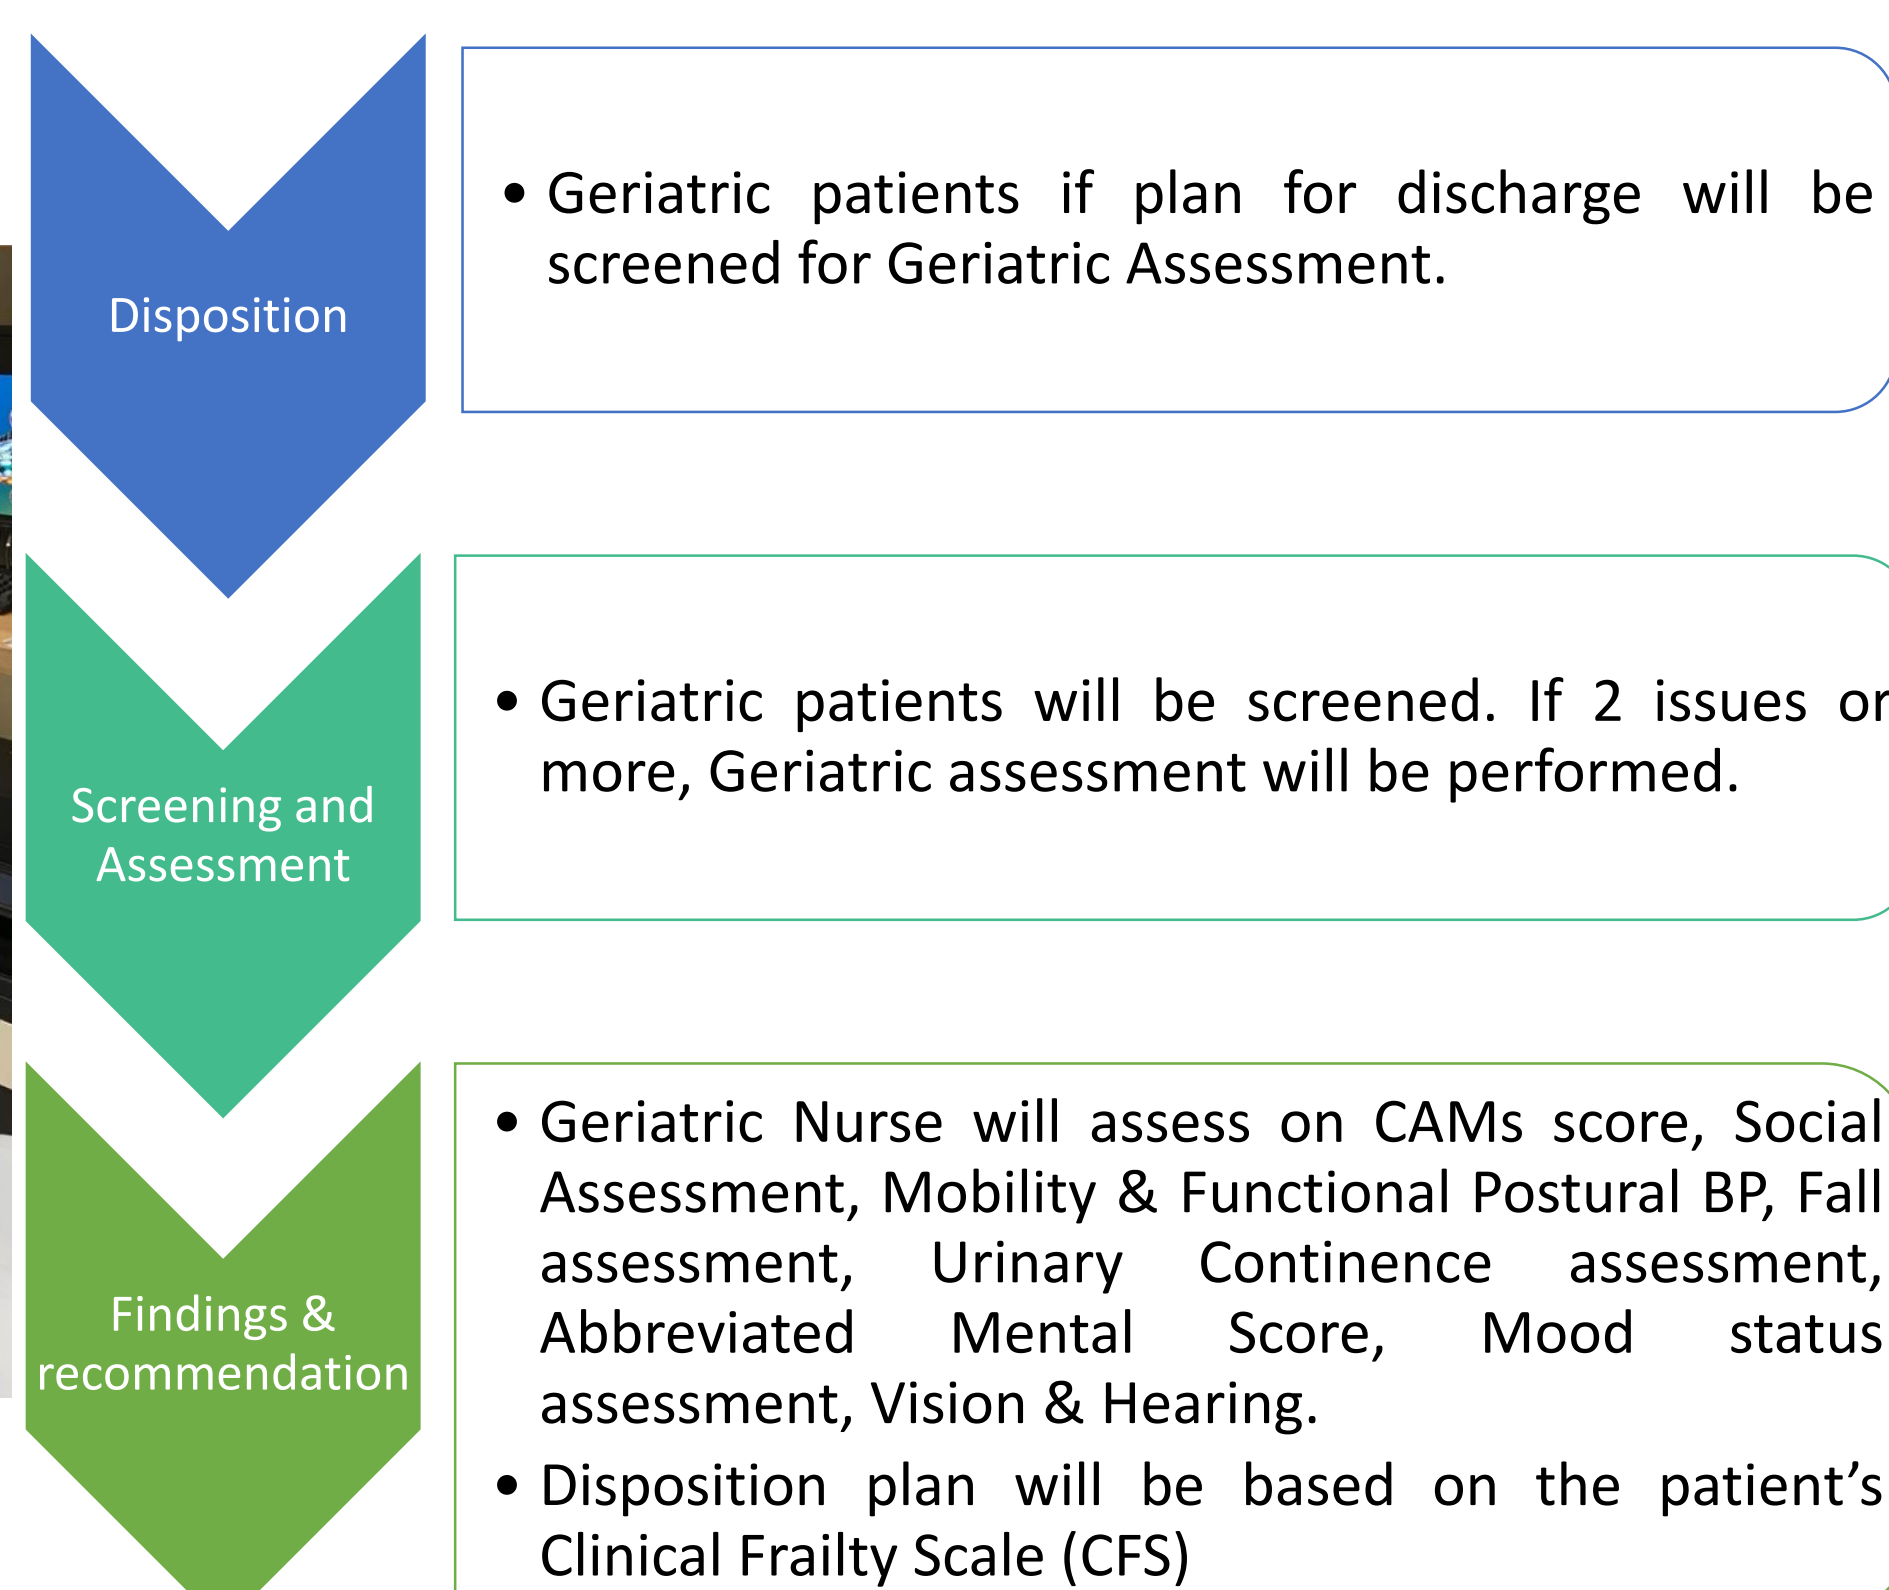 Disposition
• Geriatric patients if plan for discharge will be
screened for Geriatric Assessment.
Screening and
Assessment
• Geriatric patients will be screened. If 2 issues or
more, Geriatric assessment will be performed.
Findings &
recommendation
• Geriatric Nurse will assess on CAMs score, Social
Assessment, Mobility & Functional Postural BP, Fall
assessment, Urinary Continence assessment,
Abbreviated Mental Score, Mood status
assessment, Vision & Hearing.
• Disposition plan will be based on the patient’s
Clinical Frailty Scale (CFS)